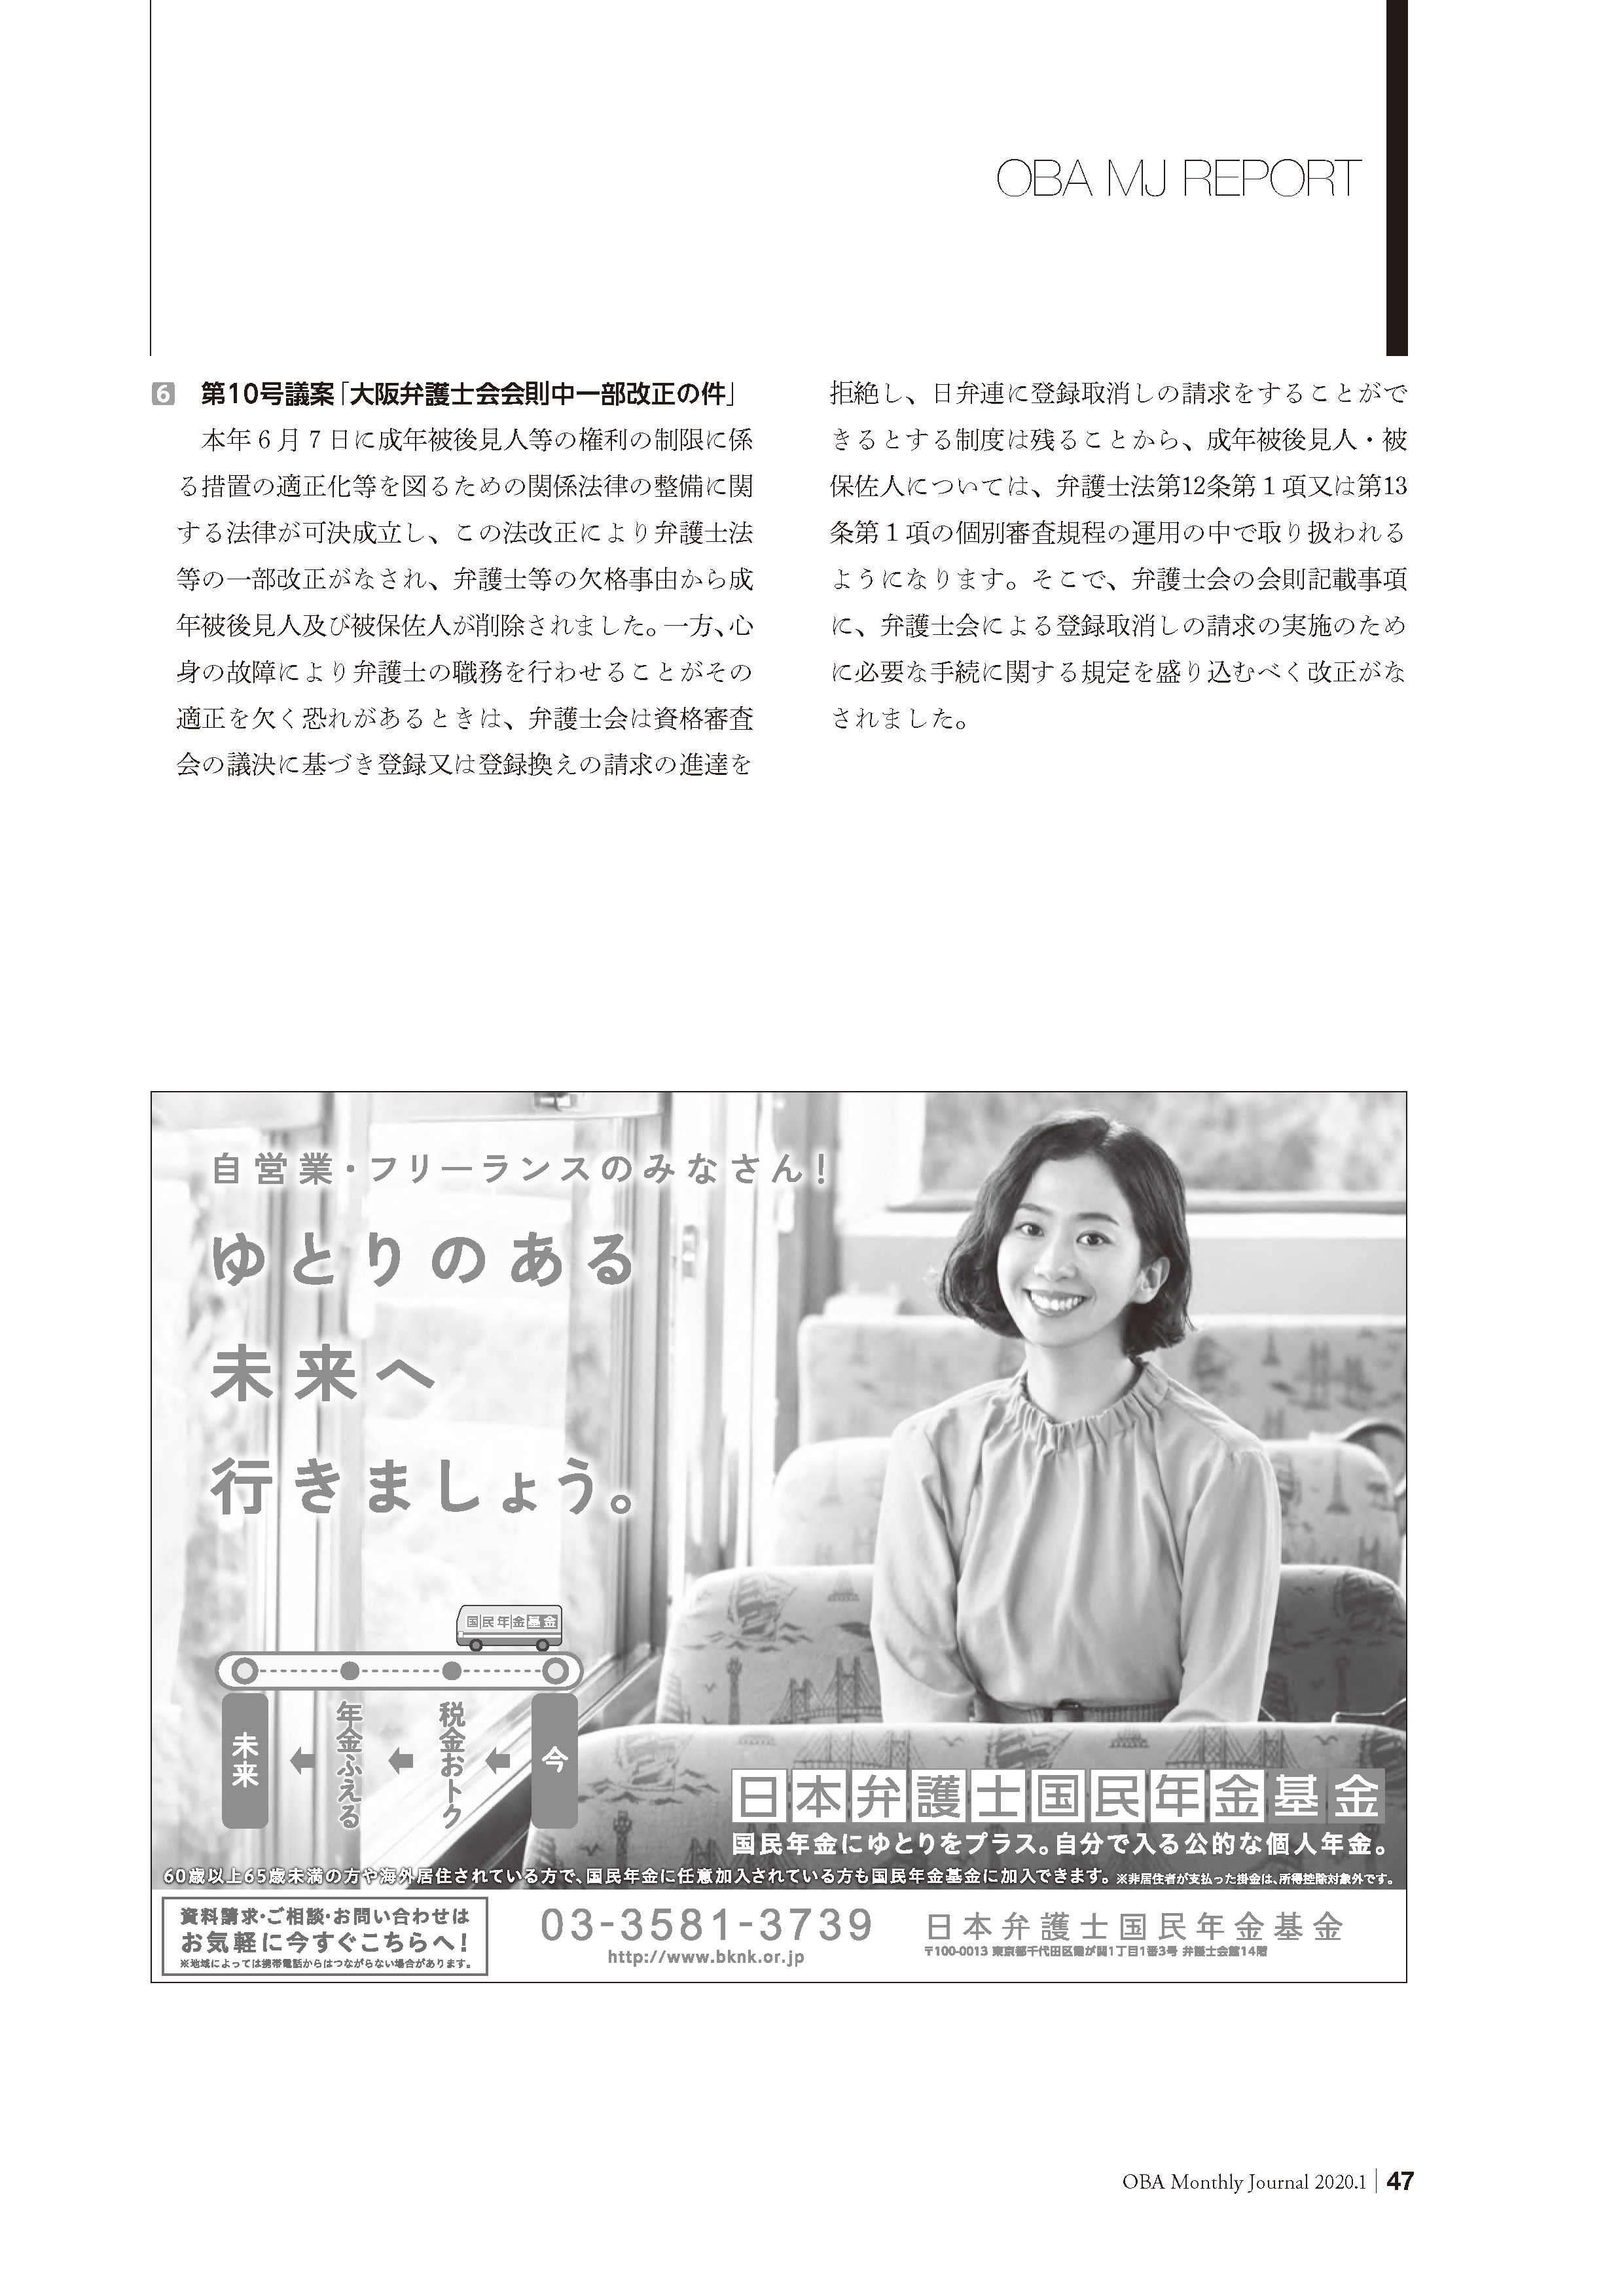 OBA MJ REPORT
6 第10号議案「大阪弁護士会会則中一部改正の件」
本年6月7日に成年被後見人等の権利の制限に係
る措置の適正化等を図るための関係法律の整備に関
する法律が可決成立し、この法改正により弁護士法
等の一部改正がなされ、弁護士等の欠格事由から成
年被後見人及び被保佐人が削除されました。一方、心
身の故障により弁護士の職務を行わせることがその
適正を欠く恐れがあるときは、弁護士会は資格審査
会の議決に基づき登録又は登録換えの請求の進達を
拒絶し、日弁連に登録取消しの請求をすることがで
きるとする制度は残ることから、成年被後見人・被
保佐人については、弁護士法第12条第1項又は第13
条第1項の個別審査規程の運用の中で取り扱われる
ようになります。そこで、弁護士会の会則記載事項
に、弁護士会による登録取消しの請求の実施のため
に必要な手続に関する規定を盛り込むべく改正がな
されました。
自営業・フリーランスのみなさん！
ゆとりのある
未来へ
行きましょう。
国民年金基金
今
税金おトク
年金ふえる
未来
日本弁護士国民年金基金
国民年金にゆとりをプラス。自分で入る公的な個人年金。
60歳以上65歳未満の方や海外居住されている方で、国民年金に任意加入されている方も国民年金基金に加入できます。※非居住者が支払った掛金は、所得控除対象外です。
資料請求・ご相談・お問い合わせは
お気軽に今すぐこちらへ！
※地域によっては携帯電話からはつながらない場合があります。
03-3581-3739
http://www.bknk.or.jp
日本弁護士国民年金基金
〒100-0013 東京都千代田区霞が関1丁目1番3号 弁護士会館14階
OBA Monthly Journal 2020.1 47